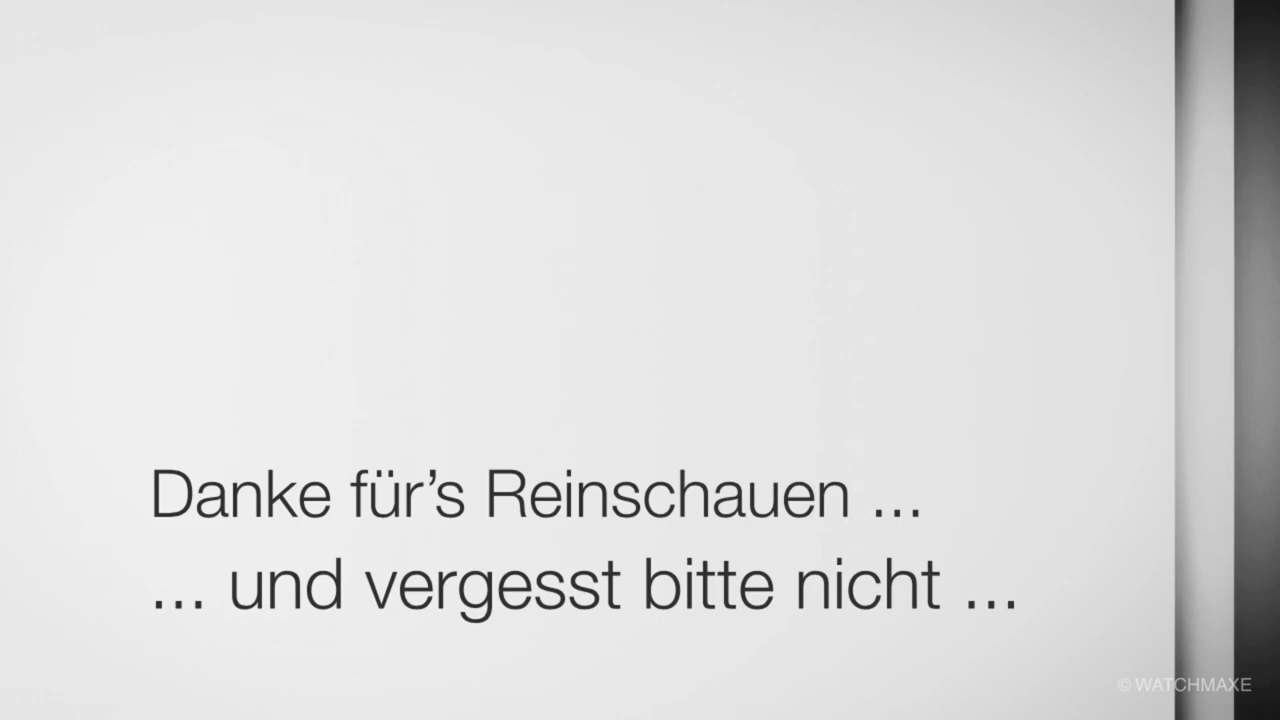 Danke für’s Reinschauen ...
... und vergesst bitte nicht ...
© WATCHMAXE